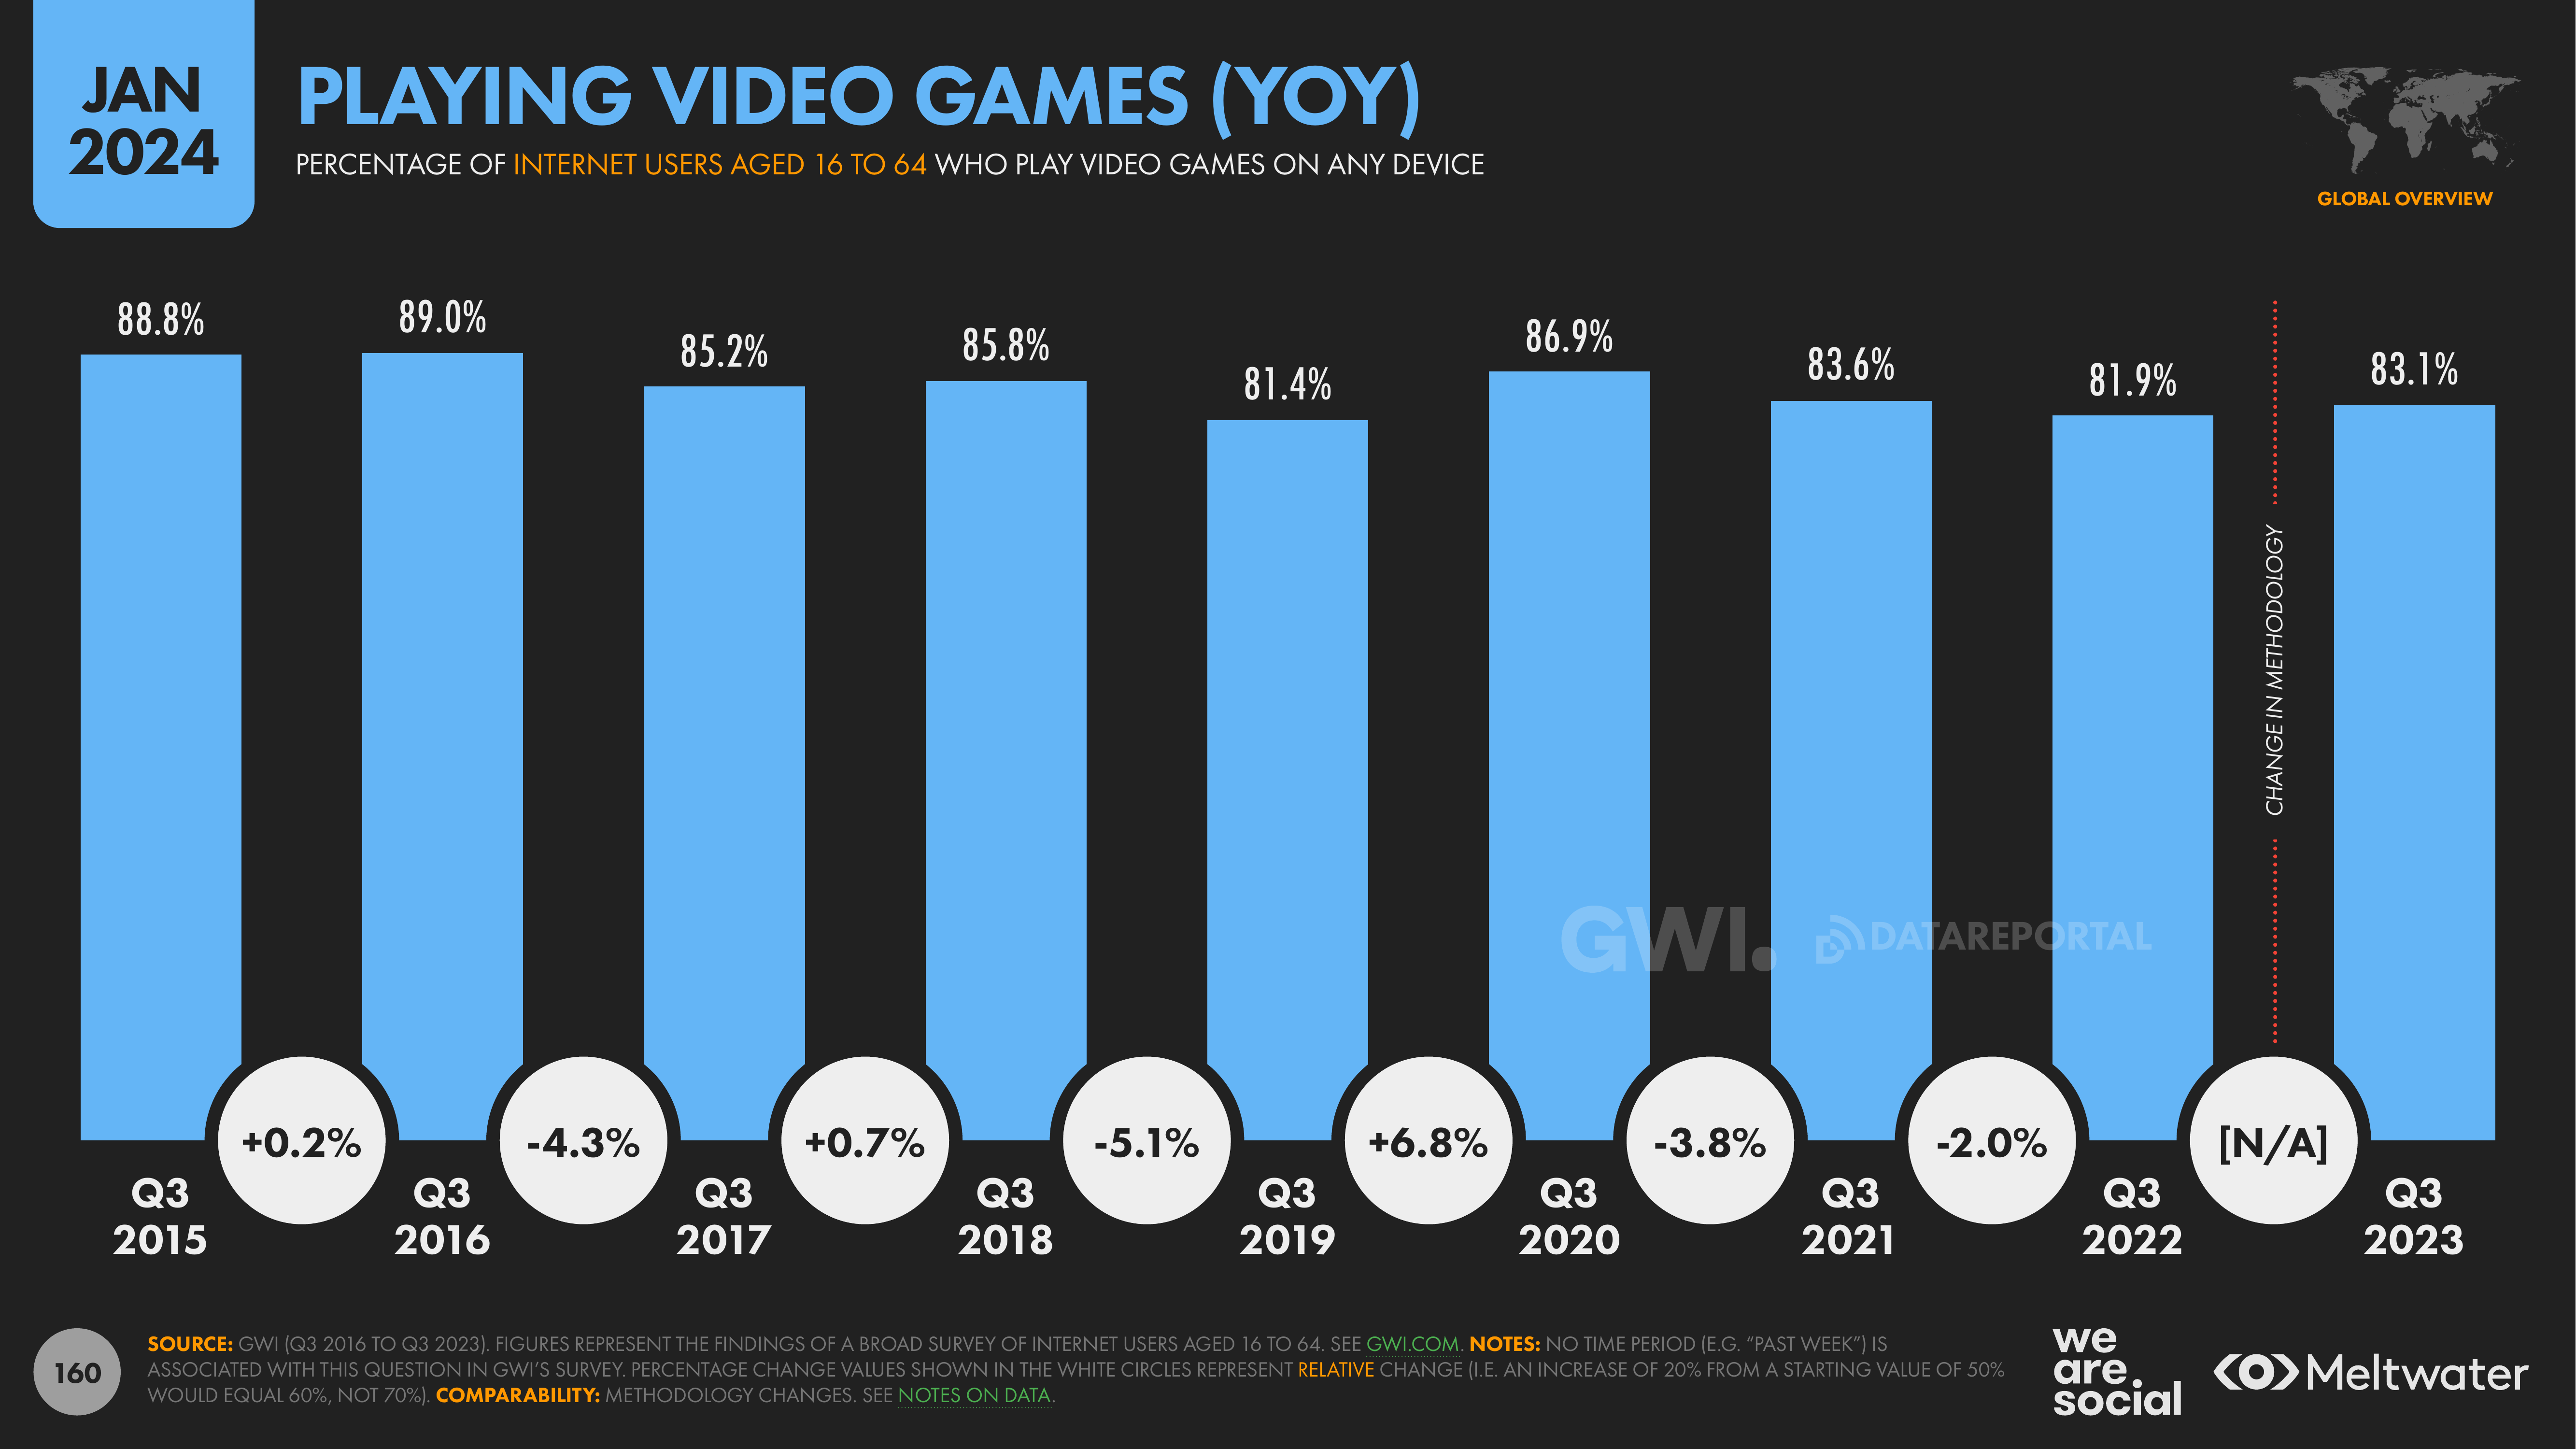 JAN
2024
PLAYING VIDEO GAMES (YOY)
PERCENTAGE OF INTERNET USERS AGED 16 TO 64 WHO PLAY VIDEO GAMES ON ANY DEVICE
GLOBAL OVERVIEW
88.8%
89.0%
85.2%
85.8%
81.4%
86.9%
83.6%
81.9%
83.1%
CHANGE IN METHODOLOGY
GWI.
DATAREPORTAL
+0.2%
-4.3%
+0.7%
-5.1%
+6.8%
-3.8%
-2.0%
[N/A]
Q3
2015
Q3
2016
Q3
2017
Q3
2018
Q3
2019
Q3
2020
Q3
2021
Q3
2022
Q3
2023
160
SOURCE: GWI (Q3 2016 TO Q3 2023). FIGURES REPRESENT THE FINDINGS OF A BROAD SURVEY OF INTERNET USERS AGED 16 TO 64. SEE GWI.COM. NOTES: NO TIME PERIOD (E.G. “PAST WEEK”) IS
ASSOCIATED WITH THIS QUESTION IN GWI’S SURVEY. PERCENTAGE CHANGE VALUES SHOWN IN THE WHITE CIRCLES REPRESENT RELATIVE CHANGE (I.E. AN INCREASE OF 20% FROM A STARTING VALUE OF 50%
WOULD EQUAL 60%, NOT 70%). COMPARABILITY: METHODOLOGY CHANGES. SEE NOTES ON DATA.
we
are
social
Meltwater